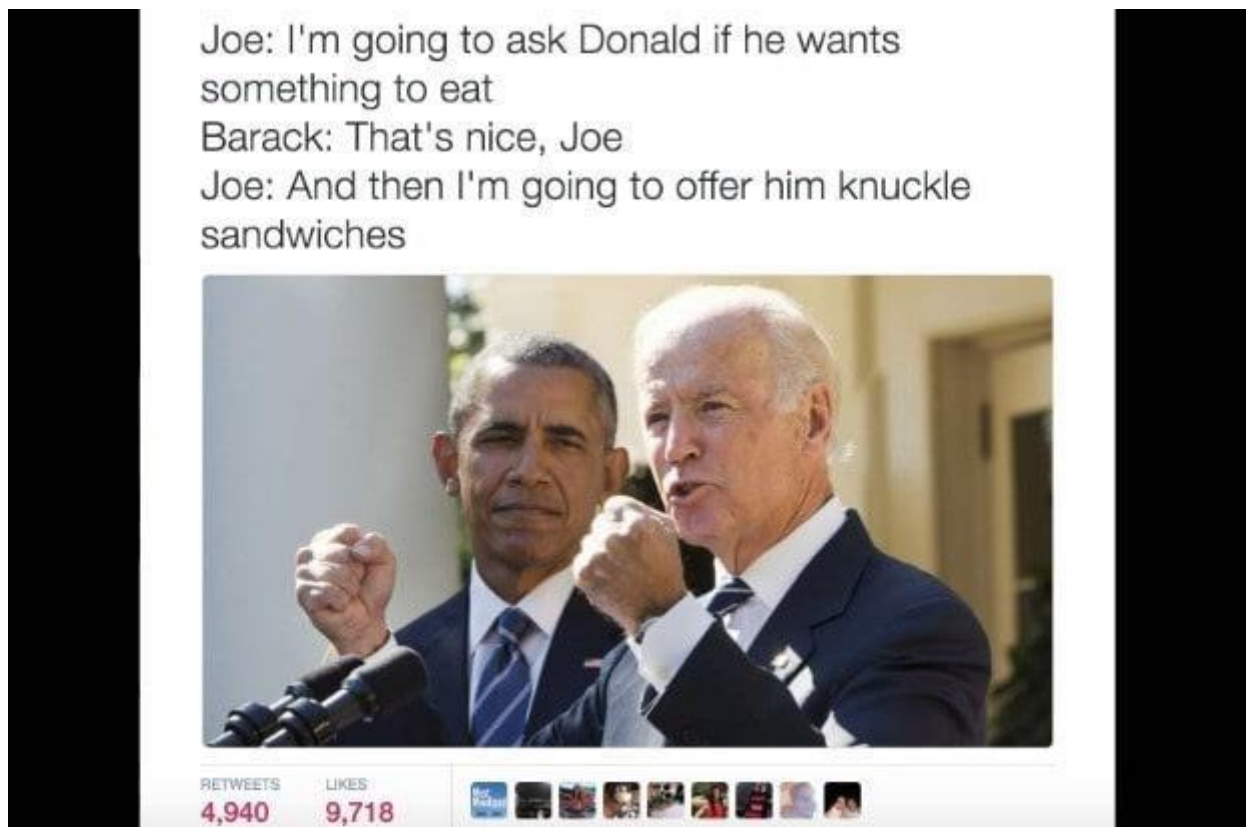 Joe: I'm going to ask Donald if he wants
something to eat
Barack: That's nice, Joe
Joe: And then I'm going to offer him knuckle
sandwiches
RETWEETS LIKES
4,940 9,718